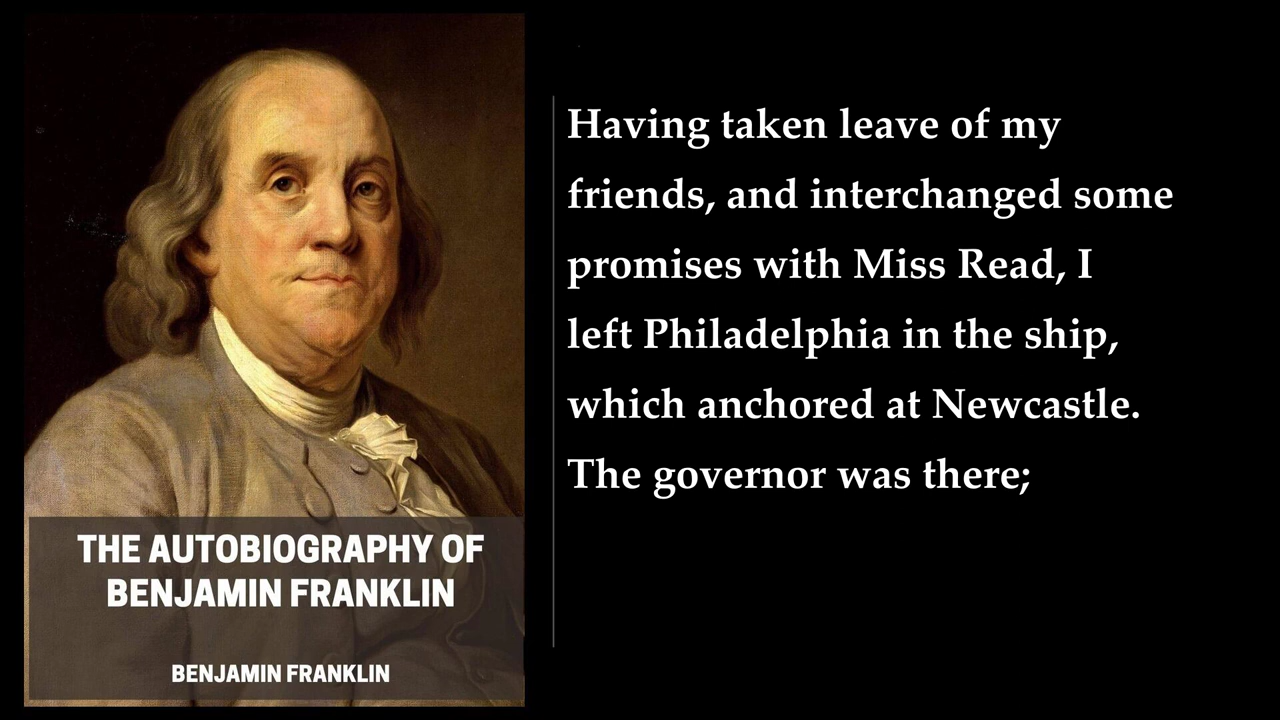 THE AUTOBIOGRAPHY OF
BENJAMIN FRANKLIN
BENJAMIN FRANKLIN
Having taken leave of my
friends, and interchanged some
promises with Miss Read, I
left Philadelphia in the ship,
which anchored at Newcastle.
The governor was there;